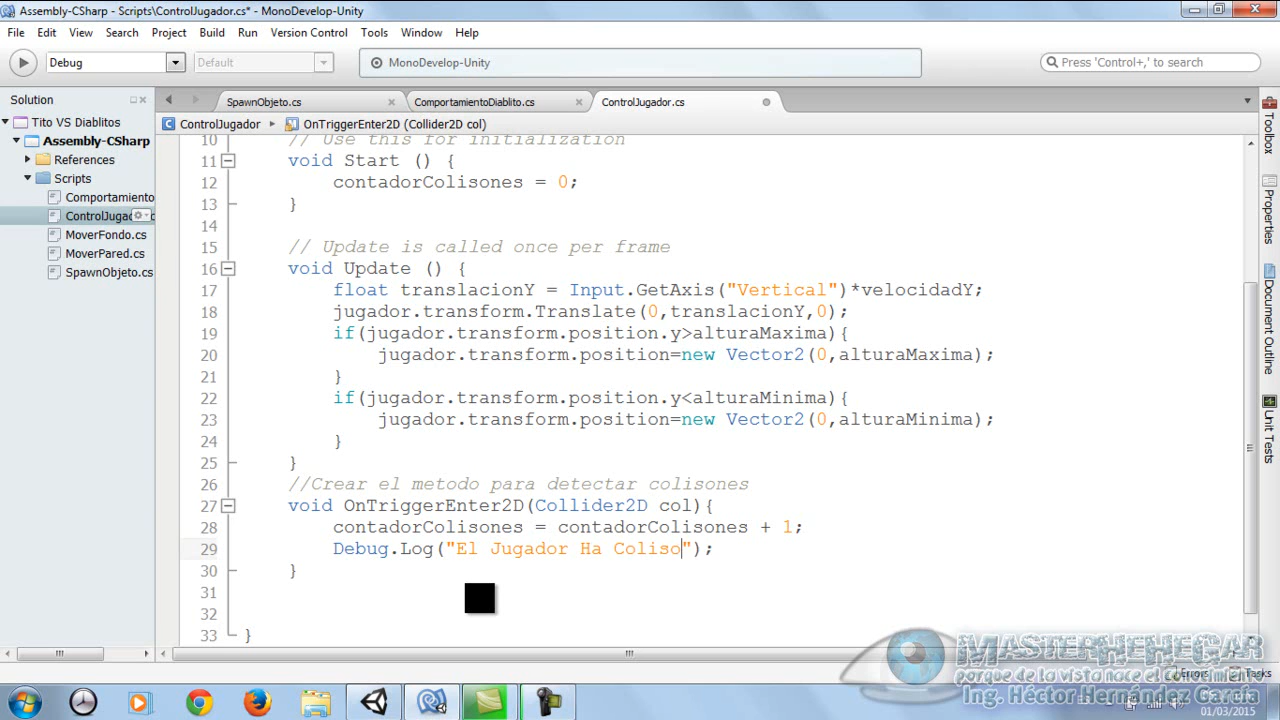 Assembly-CSharp - Scripts\ControlJugador.cs* - MonoDevelop-Unity
File Edit View Search Project Build Run Version Control Tools Window Help
Debug Default MonoDevelop-Unity Press 'Control+,' to search
Solution SpawnObjeto.cs ComportamientoDiablito.cs ControlJugador.cs
Tito VS Diablitos
Assembly-CSharp
References
Scripts
Comportamiento
ControlJugad
MoverFondo.cs
MoverPared.cs
SpawnObjeto.cs
ControlJugador OnTriggerEnter2D (Collider2D col)
10 // Use this for initialization
11 void Start () {
12 contadorColisones = 0;
13 }
14
15 // Update is called once per frame
16 void Update () {
17 float translacionY = Input.GetAxis("Vertical")*velocidadY;
18 jugador.transform.Translate(0,translacionY,0);
19 if(jugador.transform.position.y>alturaMaxima){
20 jugador.transform.position=new Vector2(0,alturaMaxima);
21 }
22 if(jugador.transform.position.y<alturaMinima){
23 jugador.transform.position=new Vector2(0,alturaMinima);
24 }
25 }
26 //Crear el metodo para detectar colisones
27 void OnTriggerEnter2D(Collider2D col){
28 contadorColisones = contadorColisones + 1;
29 Debug.Log("El Jugador Ha Coliso");
30 }
31
32
33 }
Toolbox
Properties
Document Outline
Unit Tests
MASTERHEHEGAR
porque de la vista nace el conocimiento
Ing. Héctor Hernández García
Errors Tasks
ES
01/03/2015